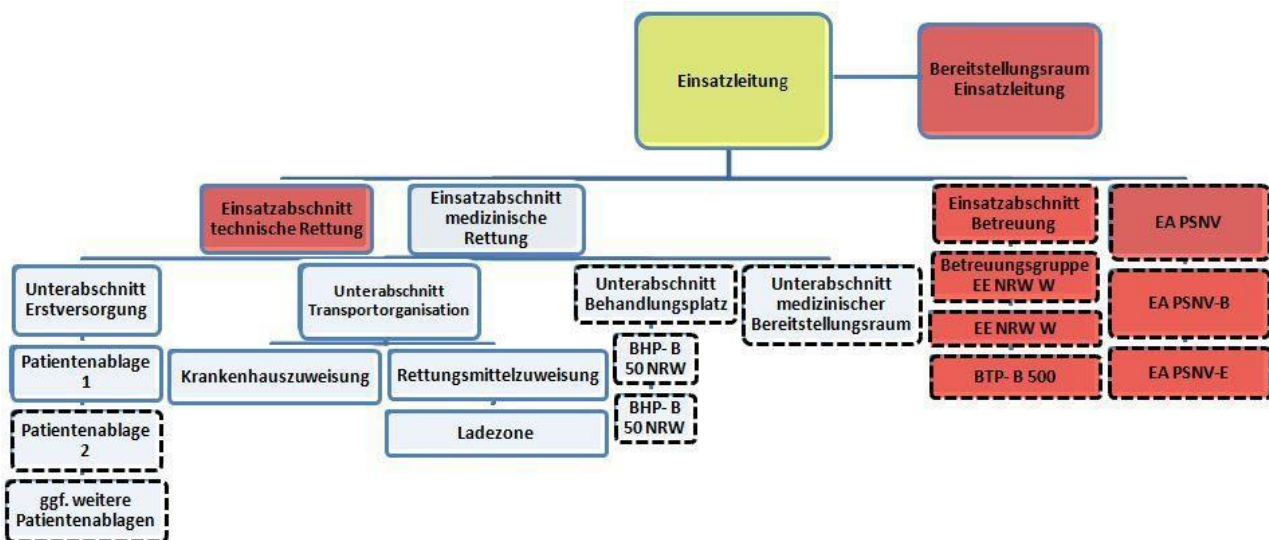 Einsatzleitung
Bereitstellungsraum
Einsatzleitung
Einsatzabschnitt
technische Rettung
Einsatzabschnitt
medizinische
Rettung
Einsatzabschnitt
Betreuung
EA PSNV
Unterabschnitt
Erstversorgung
Unterabschnitt
Transportorganisation
Unterabschnitt
Behandlungsplatz
Unterabschnitt
medizinischer
Bereitstellungsraum
Betreuungsgruppe
EE NRW W
EA PSNV-B
Patientenablage
1
Krankenhauszuweisung
Rettungsmittelzuweisung
BHP- B
50 NRW
EE NRW W
BTP- B 500
EA PSNV-E
Patientenablage
2
Ladezone
BHP- B
50 NRW
ggf. weitere
Patientenablagen